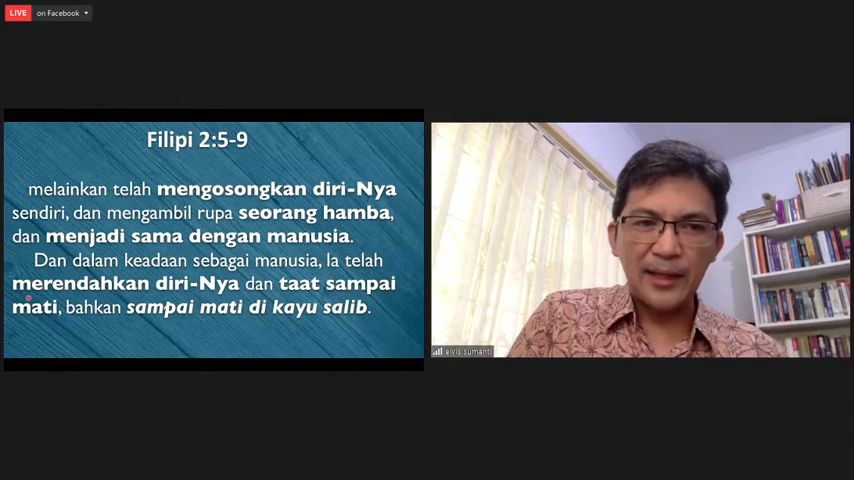 LIVE on Facebook
Filipi 2:5-9
melainkan telah mengosongkan diri-Nya
sendiri, dan mengambil rupa seorang hamba,
dan menjadi sama dengan manusia.
Dan dalam keadaan sebagai manusia, Ia telah
merendahkan diri-Nya dan taat sampai
mati, bahkan sampai mati di kayu salib.
elvis sumanti